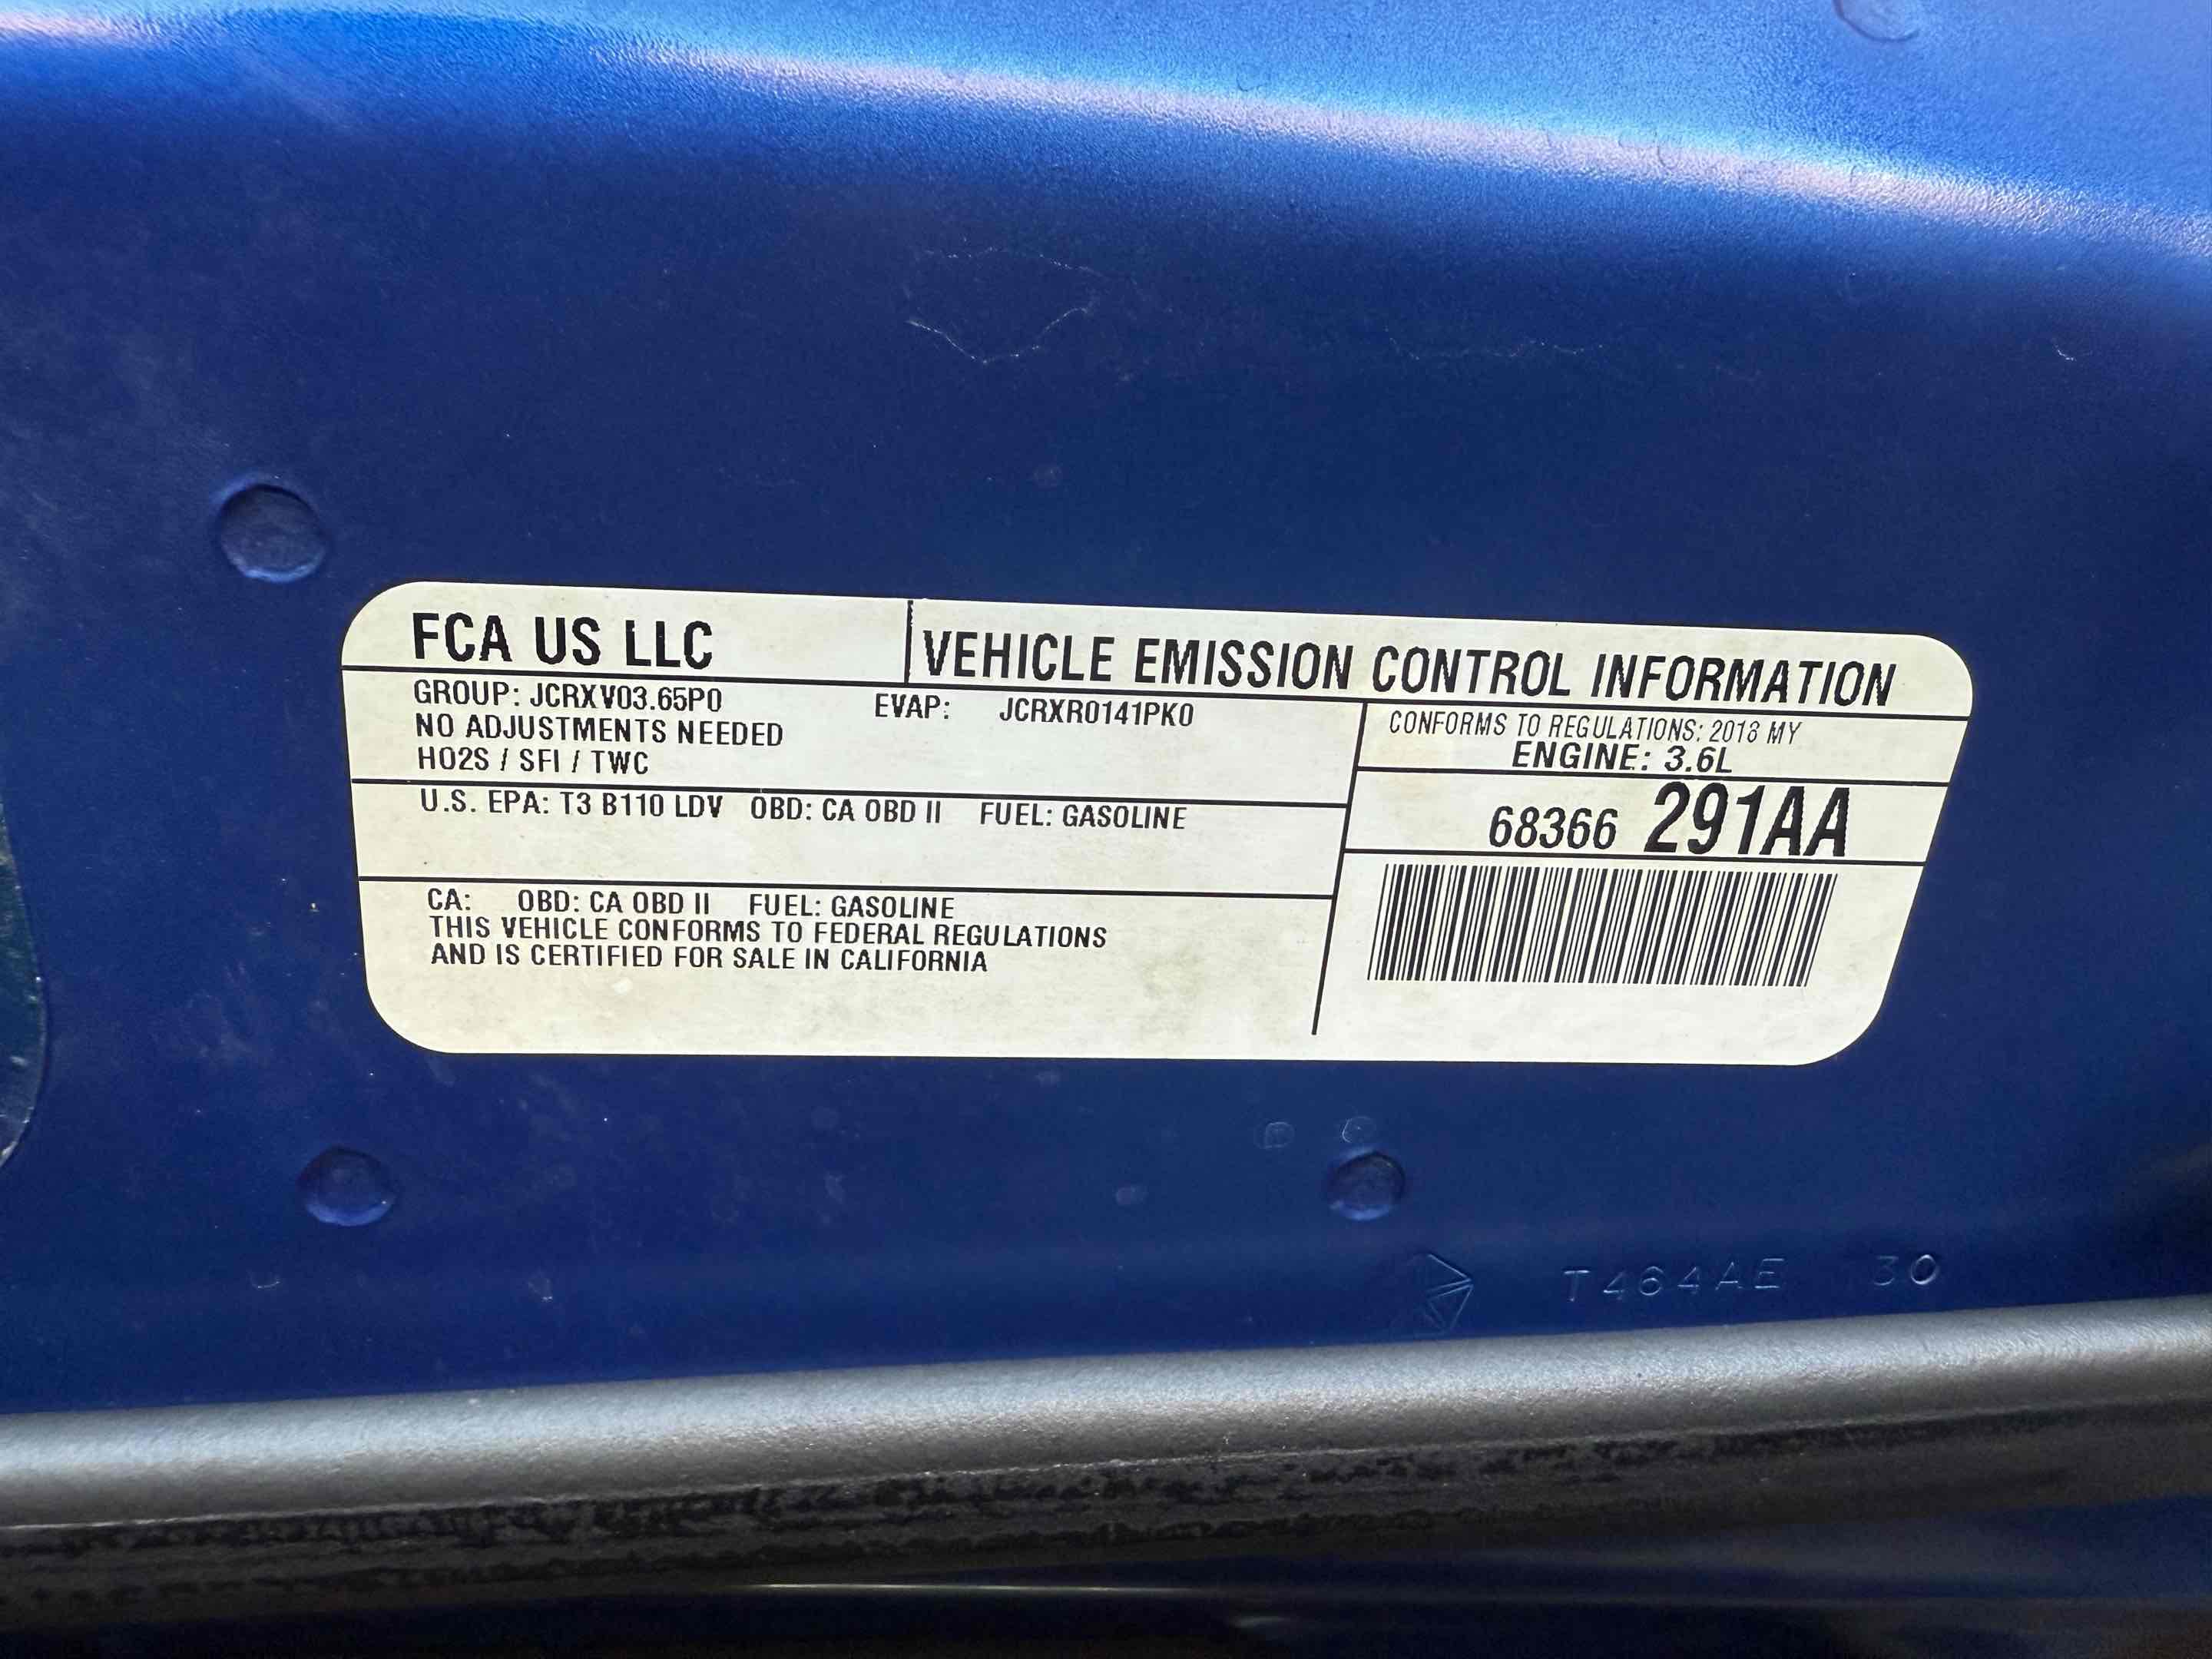 FCA US LLC
VEHICLE EMISSION CONTROL INFORMATION
GROUP: JCRXV03.65P0 EVAP: JCRXR0141PK0
NO ADJUSTMENTS NEEDED
HO2S / SFI / TWC
CONFORMS TO REGULATIONS: 2018 MY
ENGINE: 3.6L
U.S. EPA: T3 B110 LDV OBD: CA OBD II FUEL: GASOLINE
68366 291AA
CA: OBD: CA OBD II FUEL: GASOLINE
THIS VEHICLE CONFORMS TO FEDERAL REGULATIONS
AND IS CERTIFIED FOR SALE IN CALIFORNIA
T464AE 30